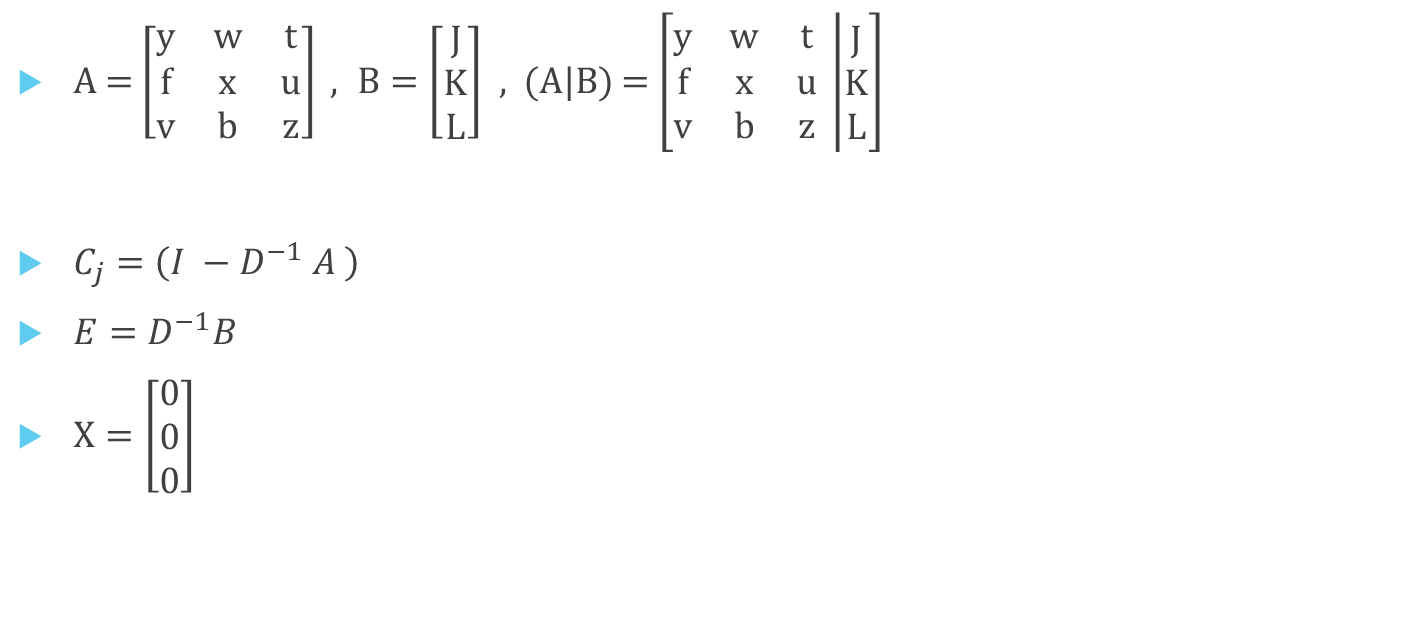 A = [y w t; f x u; v b z] , B = [J; K; L] , (A|B) = [y w t | J; f x u | K; v b z | L]
C_j = (I − D^{−1} A )
E = D^{−1}B
X = [0; 0; 0]